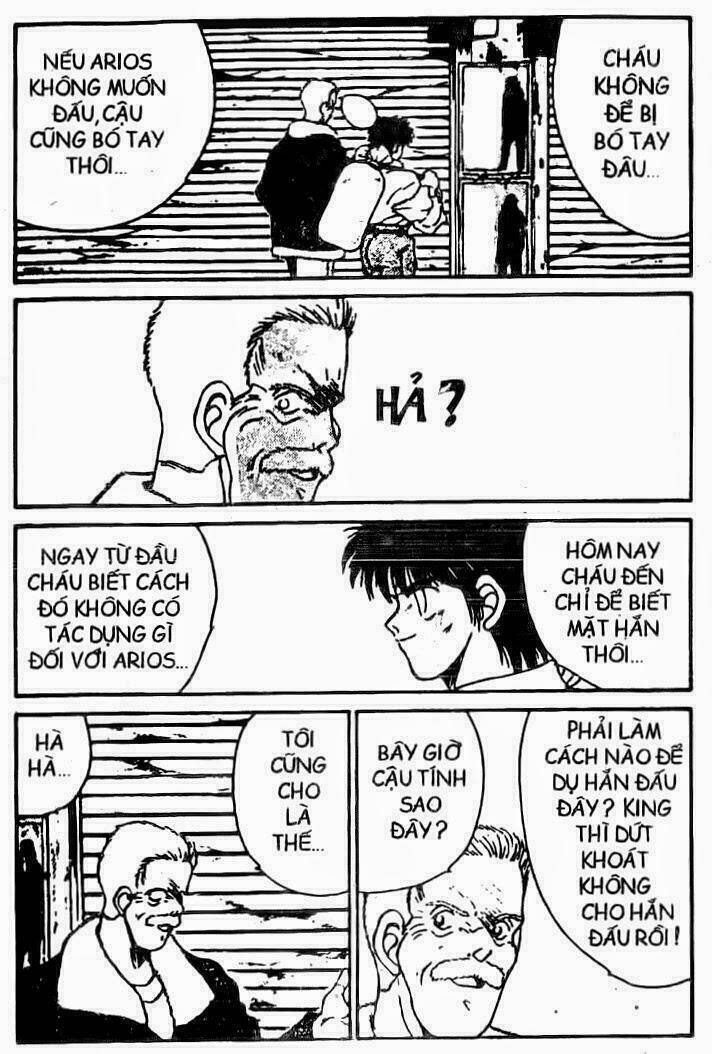 NẾU ARIOS
KHÔNG MUỐN
ĐẤU, CẬU
CŨNG BÓ TAY
THÔI...
CHÁU
KHÔNG
ĐỂ BỊ
BÓ TAY
ĐÂU...
HẢ?
NGAY TỪ ĐẦU
CHÁU BIẾT CÁCH
ĐÓ KHÔNG CÓ
TÁC DỤNG GÌ
ĐỐI VỚI ARIOS...
HÔM NAY
CHÁU ĐẾN
CHỈ ĐỂ BIẾT
MẶT HẮN
THÔI...
HÀ
HÀ...
TÔI
CŨNG
CHO
LÀ
THẾ...
BÂY GIỜ
CẬU TÍNH
SAO
ĐÂY?
PHẢI LÀM
CÁCH NÀO ĐỂ
DỤ HẮN ĐẤU
ĐÂY? KING
THÌ DỨT
KHOÁT
KHÔNG
CHO HẮN
ĐẤU RỒI!